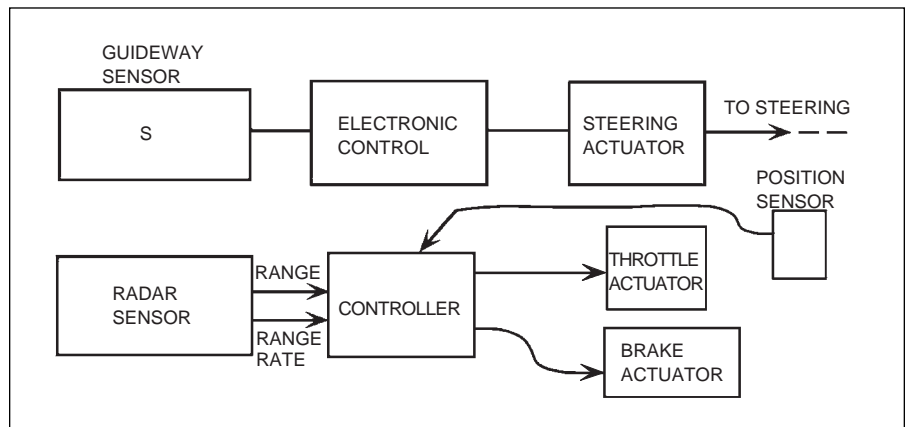 GUIDEWAY
SENSOR
S
ELECTRONIC
CONTROL
STEERING
ACTUATOR
TO STEERING
POSITION
SENSOR
RADAR
SENSOR
RANGE
RANGE
RATE
CONTROLLER
THROTTLE
ACTUATOR
BRAKE
ACTUATOR